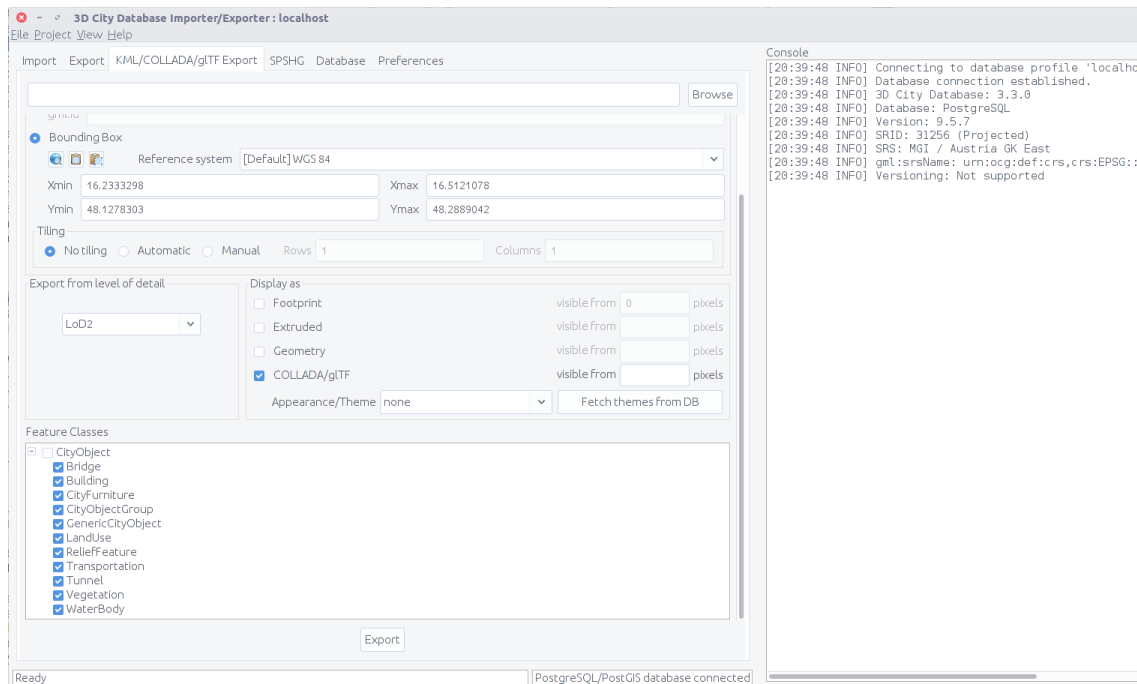 3D City Database Importer/Exporter : localhost
File Project View Help
Import Export KML/COLLADA/glTF Export SPSHG Database Preferences
Browse
gml:id
Bounding Box
Reference system [Default] WGS 84
Xmin 16.2333298 Xmax 16.5121078
Ymin 48.1278303 Ymax 48.2889042
Tiling
No tiling Automatic Manual Rows 1 Columns 1
Export from level of detail
LoD2
Display as
Footprint visible from 0 pixels
Extruded visible from pixels
Geometry visible from pixels
COLLADA/glTF visible from pixels
Appearance/Theme none Fetch themes from DB
Feature Classes
CityObject
Bridge
Building
CityFurniture
CityObjectGroup
GenericCityObject
LandUse
ReliefFeature
Transportation
Tunnel
Vegetation
WaterBody
Export
Ready PostgreSQL/PostGIS database connected
Console
[20:39:48 INFO] Connecting to database profile 'localho
[20:39:48 INFO] Database connection established.
[20:39:48 INFO] 3D City Database: 3.3.0
[20:39:48 INFO] Database: PostgreSQL
[20:39:48 INFO] Version: 9.5.7
[20:39:48 INFO] SRID: 31256 (Projected)
[20:39:48 INFO] SRS: MGI / Austria GK East
[20:39:48 INFO] gml:srsName: urn:ocg:def:crs,crs:EPSG::
[20:39:48 INFO] Versioning: Not supported